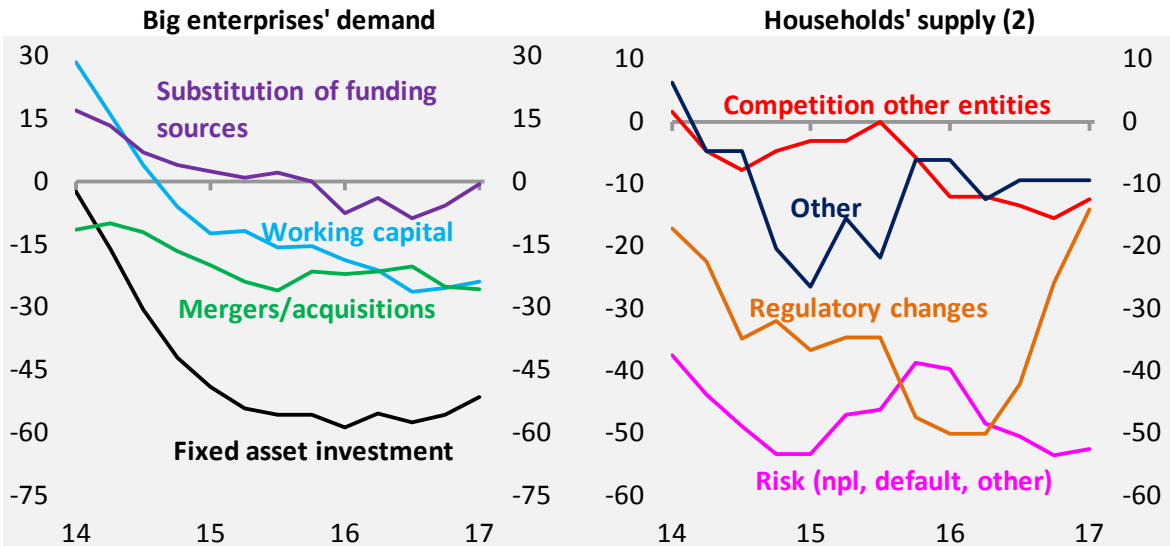 Big enterprises' demand
30 30
Substitution of funding
sources
15 15
0 0
Working capital
-15 -15
Mergers/acquisitions
-30 -30
-45 -45
Fixed asset investment
-60 -60
-75 -75
14 15 16 17
Households' supply (2)
10 10
Competition other entities
0 0
-10 -10
Other
-20 -20
Regulatory changes
-30 -30
-40 -40
-50 -50
Risk (npl, default, other)
-60 -60
14 15 16 17